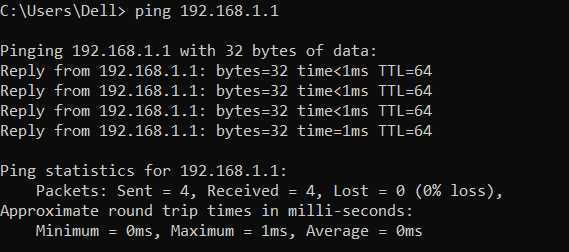 C:\Users\Dell> ping 192.168.1.1
Pinging 192.168.1.1 with 32 bytes of data:
Reply from 192.168.1.1: bytes=32 time<1ms TTL=64
Reply from 192.168.1.1: bytes=32 time<1ms TTL=64
Reply from 192.168.1.1: bytes=32 time<1ms TTL=64
Reply from 192.168.1.1: bytes=32 time=1ms TTL=64
Ping statistics for 192.168.1.1:
Packets: Sent = 4, Received = 4, Lost = 0 (0% loss),
Approximate round trip times in milli-seconds:
Minimum = 0ms, Maximum = 1ms, Average = 0ms